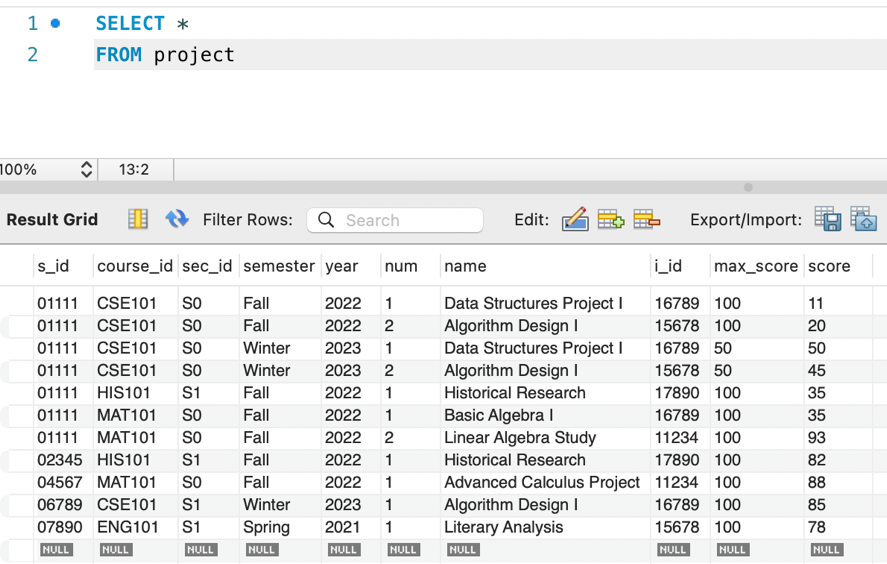 1 SELECT *
2 FROM project
100% 13:2
Result Grid Filter Rows: Search Edit: Export/Import:
s_id course_id sec_id semester year num name i_id max_score score
01111 CSE101 S0 Fall 2022 1 Data Structures Project I 16789 100 11
01111 CSE101 S0 Fall 2022 2 Algorithm Design I 15678 100 20
01111 CSE101 S0 Winter 2023 1 Data Structures Project I 16789 50 50
01111 CSE101 S0 Winter 2023 2 Algorithm Design I 15678 50 45
01111 HIS101 S1 Fall 2022 1 Historical Research 17890 100 35
01111 MAT101 S0 Fall 2022 1 Basic Algebra I 16789 100 35
01111 MAT101 S0 Fall 2022 2 Linear Algebra Study 11234 100 93
02345 HIS101 S1 Fall 2022 1 Historical Research 17890 100 82
04567 MAT101 S0 Fall 2022 1 Advanced Calculus Project 11234 100 88
06789 CSE101 S1 Winter 2023 1 Algorithm Design I 16789 100 85
07890 ENG101 S1 Spring 2021 1 Literary Analysis 15678 100 78
NULL NULL NULL NULL NULL NULL NULL NULL NULL NULL